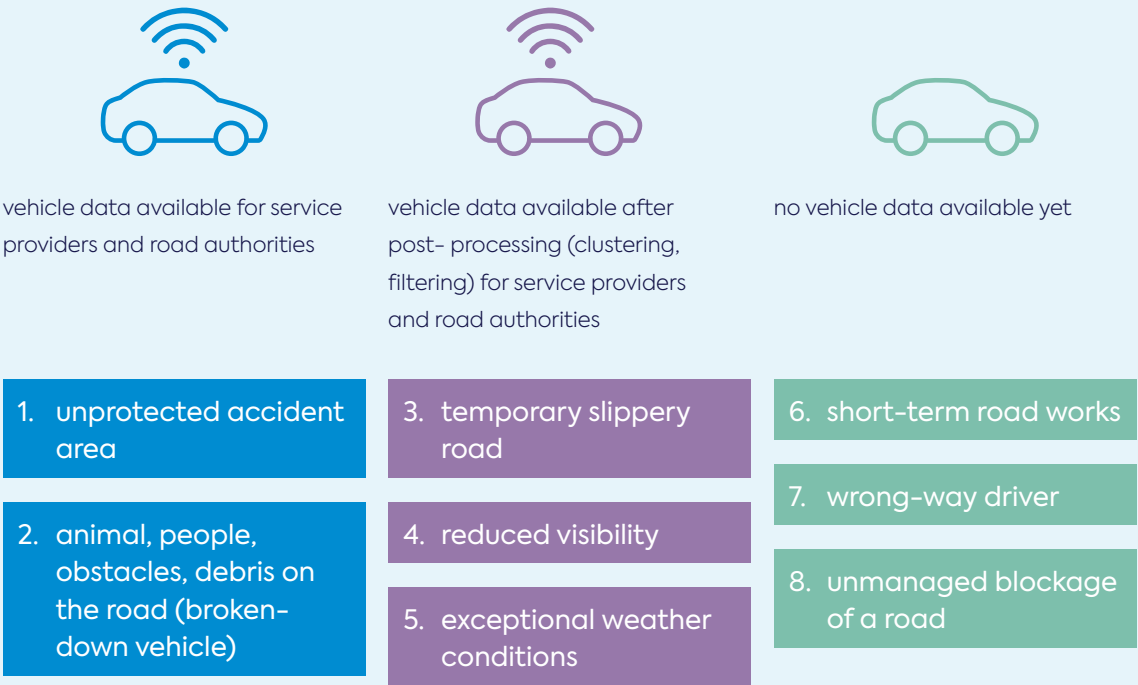 vehicle data available for service
providers and road authorities
vehicle data available after
post- processing (clustering,
filtering) for service providers
and road authorities
no vehicle data available yet
1. unprotected accident
area
2. animal, people,
obstacles, debris on
the road (broken-
down vehicle)
3. temporary slippery
road
4. reduced visibility
5. exceptional weather
conditions
6. short-term road works
7. wrong-way driver
8. unmanaged blockage
of a road